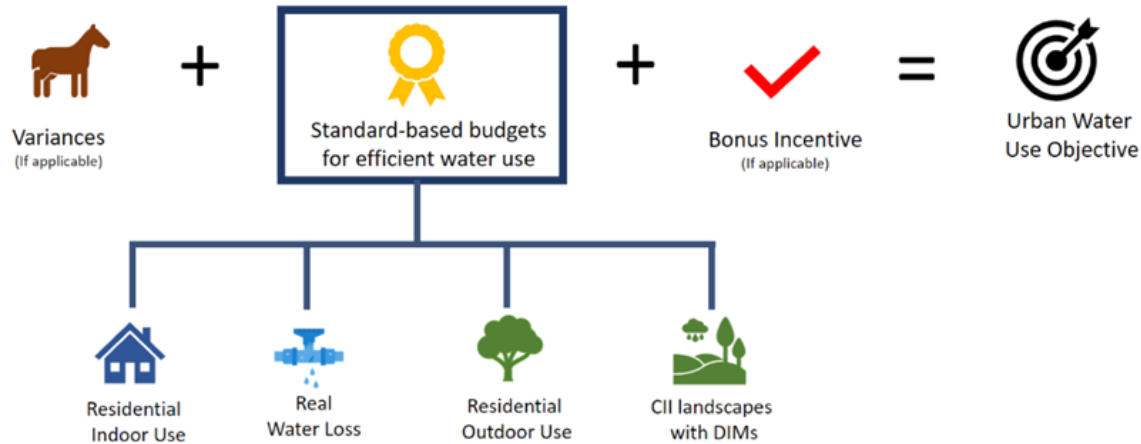 Variances
(If applicable)
+
Standard-based budgets
for efficient water use
+
Bonus Incentive
(If applicable)
=
Urban Water
Use Objective
Residential
Indoor Use
Real
Water Loss
Residential
Outdoor Use
CII landscapes
with DIMs